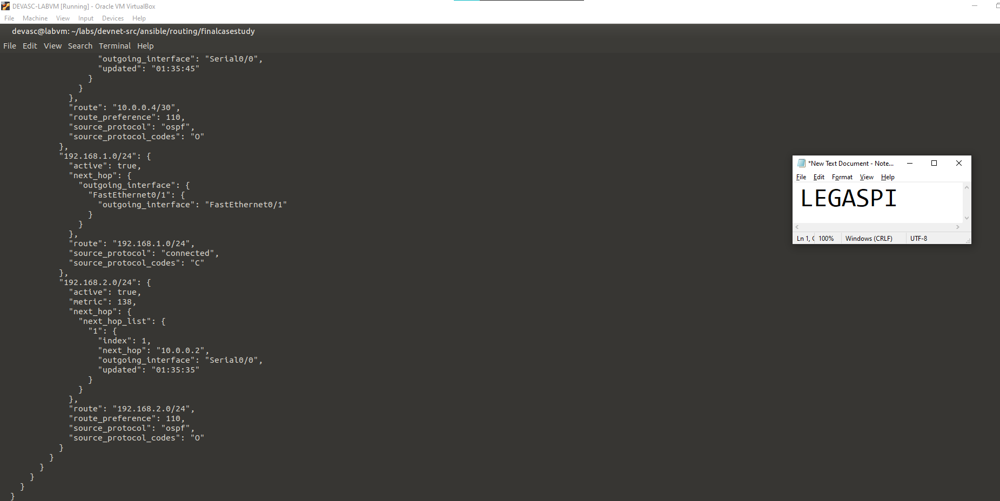 DEVASC-LABVM [Running] - Oracle VM VirtualBox
File Machine View Input Devices Help
devasc@labvm: ~/labs/devnet-src/ansible/routing/finalcasestudy
File Edit View Search Terminal Help
"outgoing_interface": "Serial0/0",
"updated": "01:35:45"
}
}
},
"route": "10.0.0.4/30",
"route_preference": 110,
"source_protocol": "ospf",
"source_protocol_codes": "O"
},
"192.168.1.0/24": {
"active": true,
"next_hop": {
"outgoing_interface": {
"FastEthernet0/1": {
"outgoing_interface": "FastEthernet0/1"
}
}
},
"route": "192.168.1.0/24",
"source_protocol": "connected",
"source_protocol_codes": "C"
},
"192.168.2.0/24": {
"active": true,
"metric": 138,
"next_hop": {
"next_hop_list": {
"1": {
"index": 1,
"next_hop": "10.0.0.2",
"outgoing_interface": "Serial0/0",
"updated": "01:35:35"
}
}
},
"route": "192.168.2.0/24",
"route_preference": 110,
"source_protocol": "ospf",
"source_protocol_codes": "O"
}
}
}
}
}
}
*New Text Document - Note...
File Edit Format View Help
LEGASPI
Ln 1, 100% Windows (CRLF) UTF-8